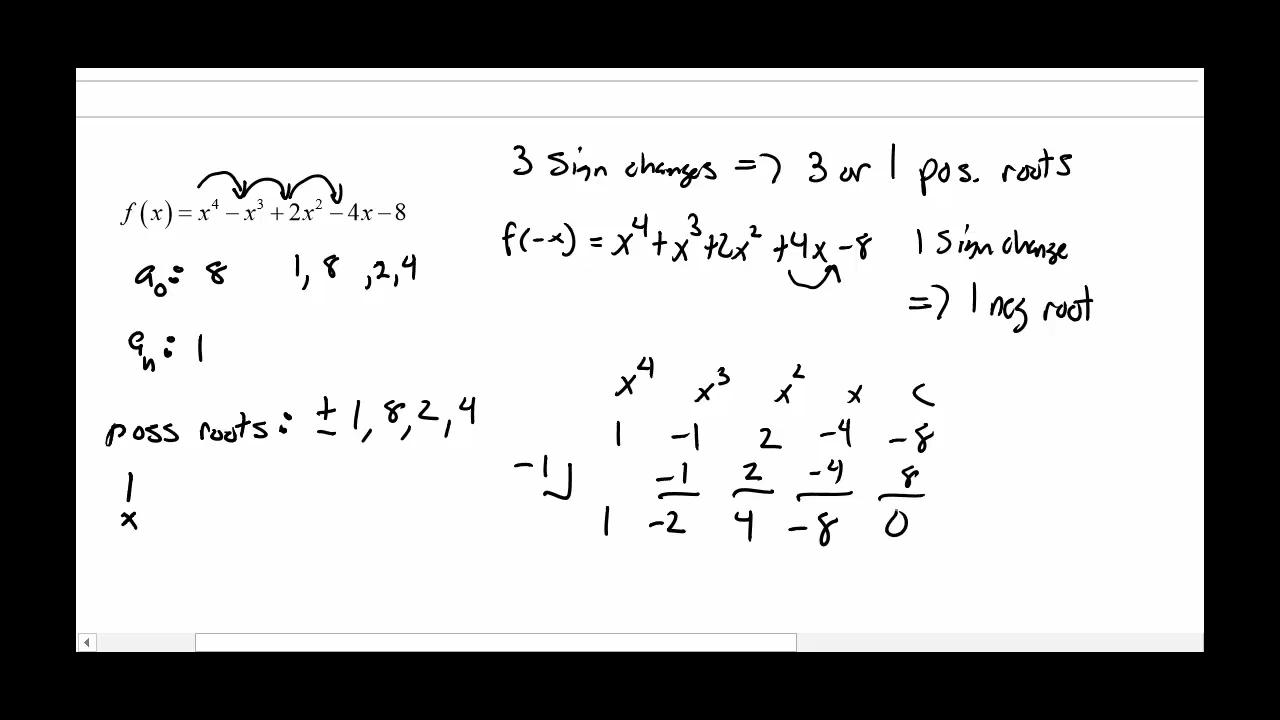 3 sign changes => 3 or 1 pos. roots
f(x) = x⁴ − x³ + 2x² − 4x − 8
f(-x) = x⁴ + x³ + 2x² + 4x - 8 1 sign change
=> 1 neg root
a₀: 8 1, 8, 2, 4
aₙ: 1
poss roots: ± 1, 8, 2, 4
1
x
x⁴ x³ x² x C
1 -1 2 -4 -8
-1 -1 2 -4 8
1 -2 4 -8 0